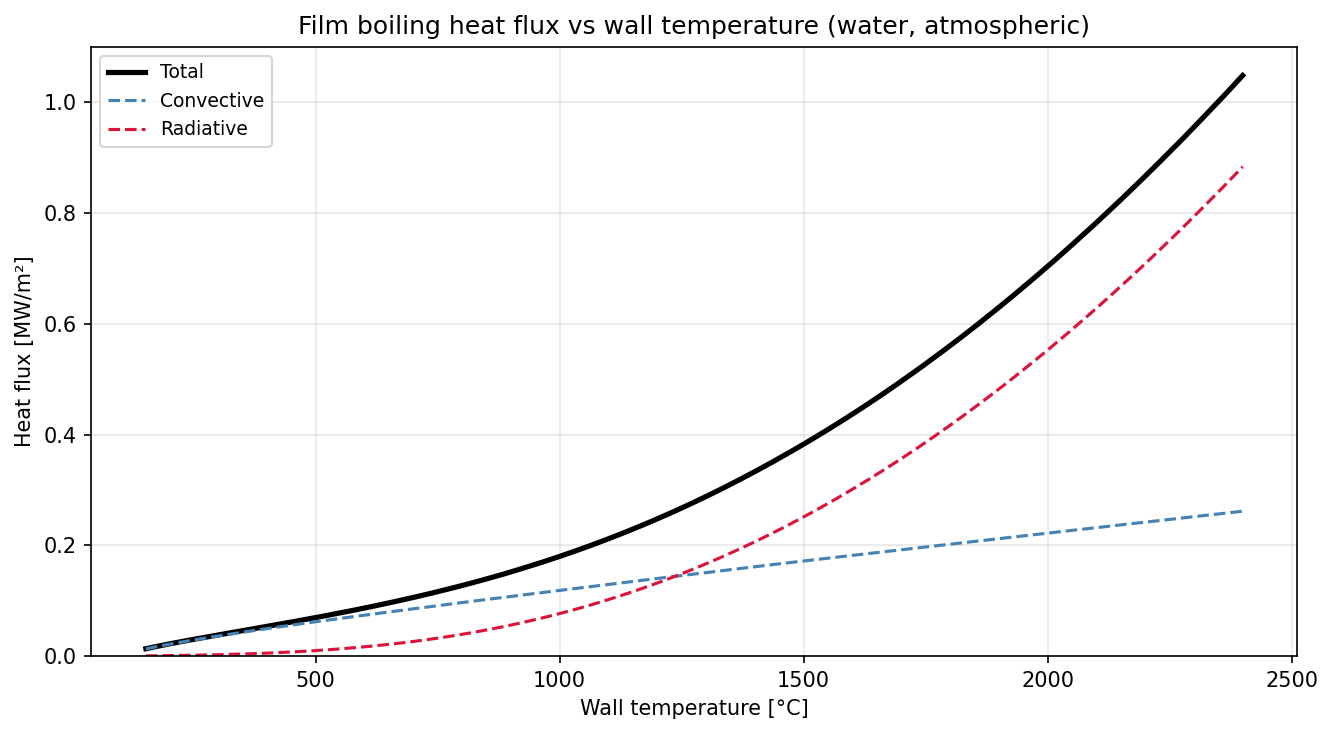 Film boiling heat flux vs wall temperature (water, atmospheric)
Total
Convective
Radiative
Heat flux [MW/m²]
1.0
0.8
0.6
0.4
0.2
0.0
500
1000
1500
2000
2500
Wall temperature [°C]